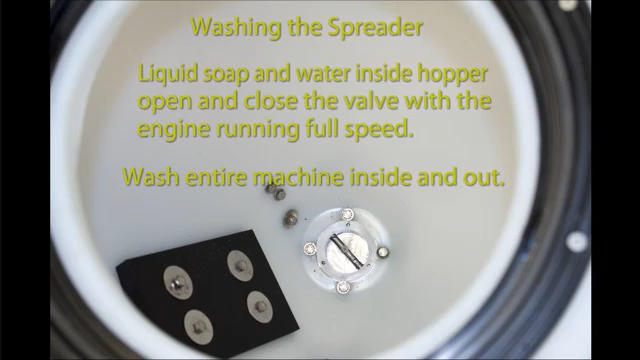 Washing the Spreader
Liquid soap and water inside hopper
open and close the valve with the
engine running full speed.
Wash entire machine inside and out.